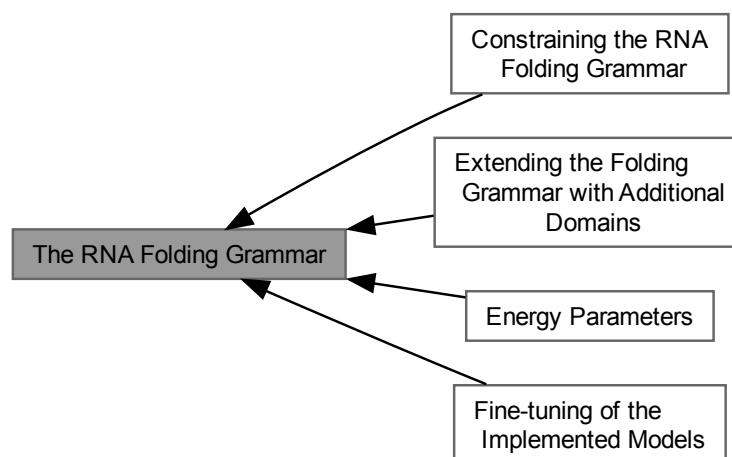 Constraining the RNA
Folding Grammar
Extending the Folding
Grammar with Additional
Domains
The RNA Folding Grammar
Energy Parameters
Fine-tuning of the
Implemented Models